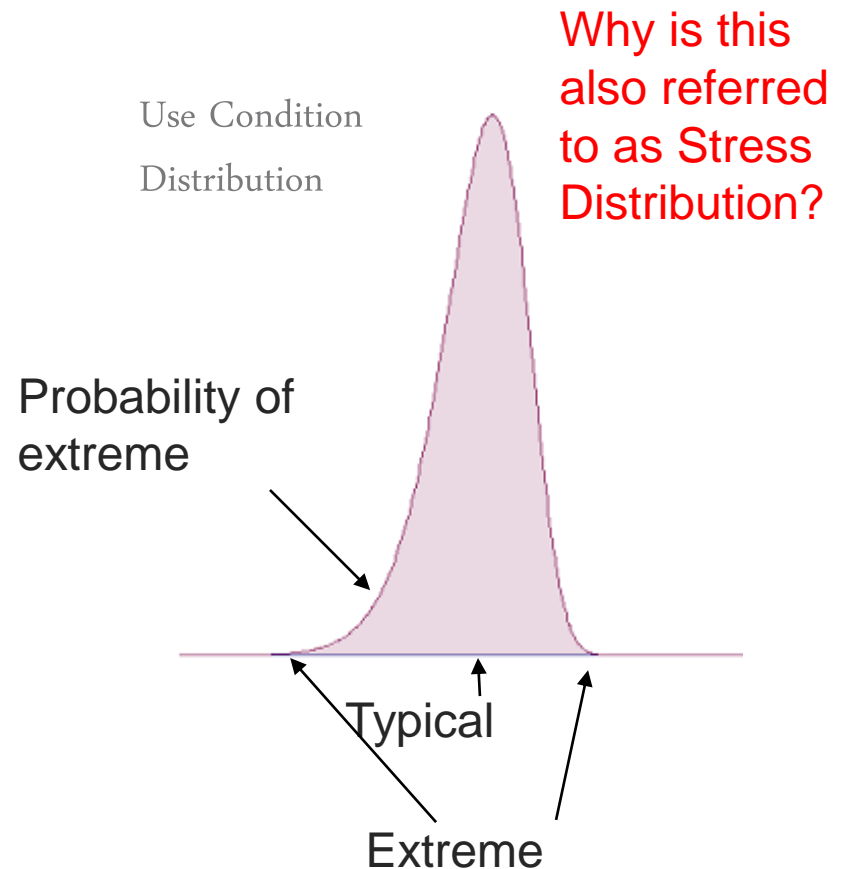 Why is this
also referred
to as Stress
Distribution?
Use Condition
Distribution
Probability of
extreme
Typical
Extreme